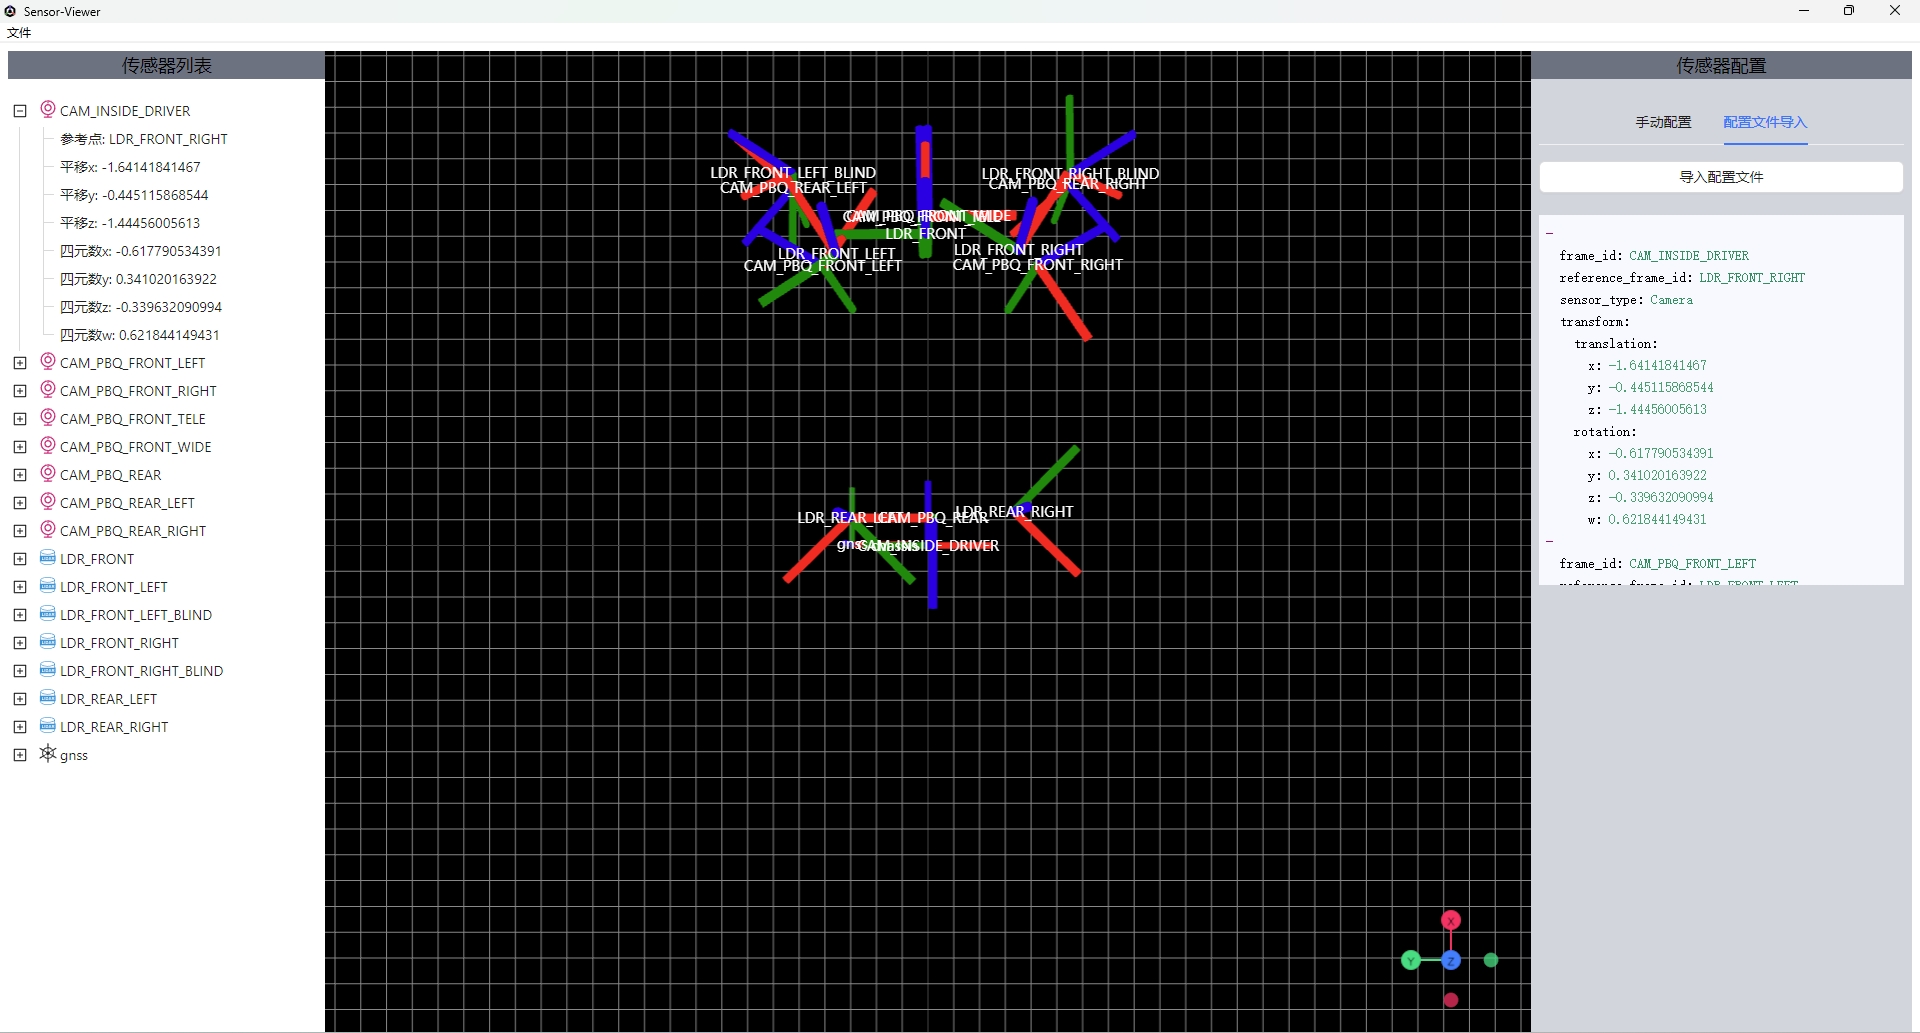 Sensor-Viewer
文件
传感器列表
CAM_INSIDE_DRIVER
参考点: LDR_FRONT_RIGHT
平移x: -1.64141841467
平移y: -0.445115868544
平移z: -1.44456005613
四元数x: -0.617790534391
四元数y: 0.341020163922
四元数z: -0.339632090994
四元数w: 0.621844149431
CAM_PBQ_FRONT_LEFT
CAM_PBQ_FRONT_RIGHT
CAM_PBQ_FRONT_TELE
CAM_PBQ_FRONT_WIDE
CAM_PBQ_REAR
CAM_PBQ_REAR_LEFT
CAM_PBQ_REAR_RIGHT
LDR_FRONT
LDR_FRONT_LEFT
LDR_FRONT_LEFT_BLIND
LDR_FRONT_RIGHT
LDR_FRONT_RIGHT_BLIND
LDR_REAR_LEFT
LDR_REAR_RIGHT
gnss
LDR_FRONT_LEFT_BLIND
CAM_PBQ_REAR_LEFT
LDR_FRONT_RIGHT_BLIND
CAM_PBQ_REAR_RIGHT
LDR_FRONT
LDR_FRONT_LEFT
CAM_PBQ_FRONT_LEFT
LDR_FRONT_RIGHT
CAM_PBQ_FRONT_RIGHT
LDR_REAR_LEFT
CAM_PBQ_REAR
LDR_REAR_RIGHT
CAM_INSIDE_DRIVER
X
Y
Z
传感器配置
手动配置
配置文件导入
导入配置文件
-
frame_id: CAM_INSIDE_DRIVER
reference_frame_id: LDR_FRONT_RIGHT
sensor_type: Camera
transform:
translation:
x: -1.64141841467
y: -0.445115868544
z: -1.44456005613
rotation:
x: -0.617790534391
y: 0.341020163922
z: -0.339632090994
w: 0.621844149431
-
frame_id: CAM_PBQ_FRONT_LEFT
reference_frame_id: LDR_FRONT_LEFT